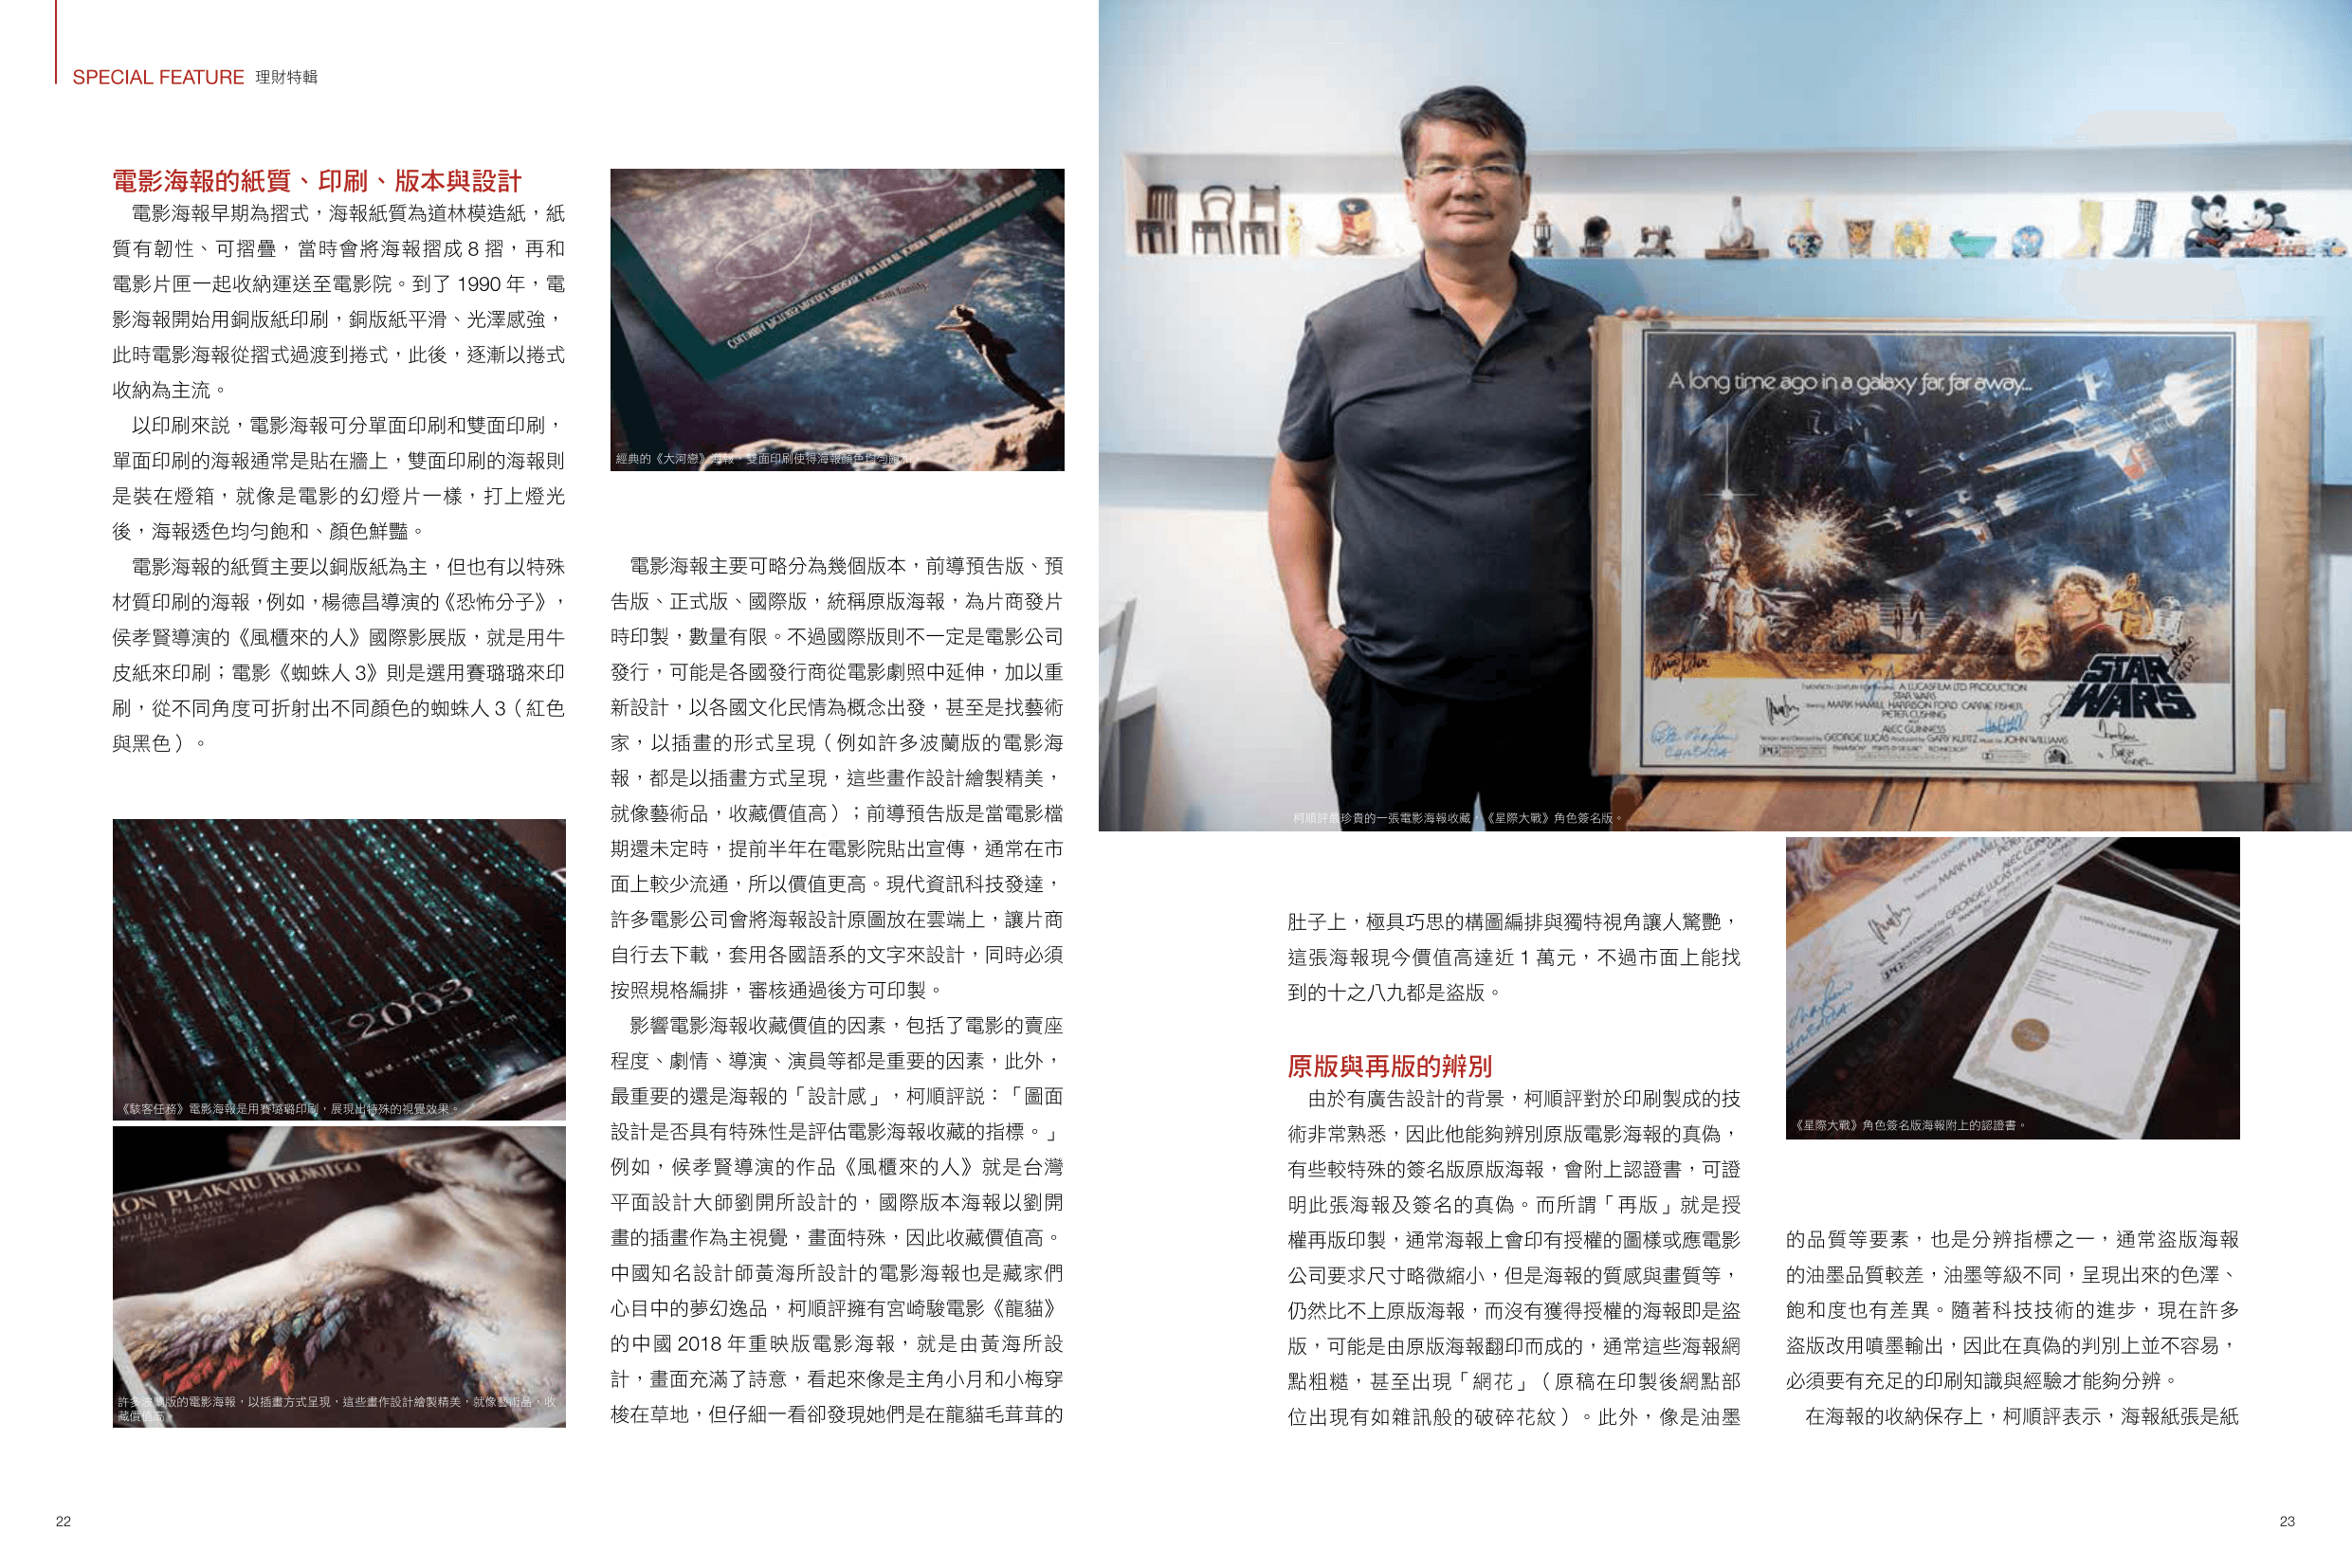 SPECIAL FEATURE 理財特輯
電影海報的紙質、印刷、版本與設計
電影海報早期為摺式，海報紙質為道林模造紙，紙
質有韌性、可摺疊，當時會將海報摺成 8 摺，再和
電影片匣一起收納運送至電影院。到了 1990 年，電
影海報開始用銅版紙印刷，銅版紙平滑、光澤感強，
此時電影海報從摺式過渡到捲式，此後，逐漸以捲式
收納為主流。
以印刷來説，電影海報可分單面印刷和雙面印刷，
單面印刷的海報通常是貼在牆上，雙面印刷的海報則
是裝在燈箱，就像是電影的幻燈片一樣，打上燈光
後，海報透色均勻飽和、顏色鮮豔。
電影海報的紙質主要以銅版紙為主，但也有以特殊
材質印刷的海報，例如，楊德昌導演的《恐怖分子》，
侯孝賢導演的《風櫃來的人》國際影展版，就是用牛
皮紙來印刷；電影《蜘蛛人 3》則是選用賽璐璐來印
刷，從不同角度可折射出不同顏色的蜘蛛人 3（紅色
與黑色）。
2003
《駭客任務》電影海報是用賽璐璐印刷，展現出特殊的視覺效果。
LON PLAKATU POLSKIEGO
許多波蘭版的電影海報，以插畫方式呈現，這些畫作設計繪製精美，就像藝術品，收
藏價值高。
經典的《大河戀》海報，雙面印刷使得海報顏色均勻飽和。
電影海報主要可略分為幾個版本，前導預告版、預
告版、正式版、國際版，統稱原版海報，為片商發片
時印製，數量有限。不過國際版則不一定是電影公司
發行，可能是各國發行商從電影劇照中延伸，加以重
新設計，以各國文化民情為概念出發，甚至是找藝術
家，以插畫的形式呈現（例如許多波蘭版的電影海
報，都是以插畫方式呈現，這些畫作設計繪製精美，
就像藝術品，收藏價值高）；前導預告版是當電影檔
期還未定時，提前半年在電影院貼出宣傳，通常在市
面上較少流通，所以價值更高。現代資訊科技發達，
許多電影公司會將海報設計原圖放在雲端上，讓片商
自行去下載，套用各國語系的文字來設計，同時必須
按照規格編排，審核通過後方可印製。
影響電影海報收藏價值的因素，包括了電影的賣座
程度、劇情、導演、演員等都是重要的因素，此外，
最重要的還是海報的「設計感」，柯順評説：「圖面
設計是否具有特殊性是評估電影海報收藏的指標。」
例如，候孝賢導演的作品《風櫃來的人》就是台灣
平面設計大師劉開所設計的，國際版本海報以劉開
畫的插畫作為主視覺，畫面特殊，因此收藏價值高。
中國知名設計師黃海所設計的電影海報也是藏家們
心目中的夢幻逸品，柯順評擁有宮崎駿電影《龍貓》
的中國 2018 年重映版電影海報，就是由黃海所設
計，畫面充滿了詩意，看起來像是主角小月和小梅穿
梭在草地，但仔細一看卻發現她們是在龍貓毛茸茸的
A long time ago in a galaxy far, far away...
STAR
WARS
A LUCASFILM LTD PRODUCTION
STAR WARS
MARK HAMILL HARRISON FORD CARRIE FISHER
PETER CUSHING
ALEC GUINNESS
GEORGE LUCAS GARY KURTZ JOHN WILLIAMS
PG
柯順評最珍貴的一張電影海報收藏，《星際大戰》角色簽名版。
肚子上，極具巧思的構圖編排與獨特視角讓人驚艷，
這張海報現今價值高達近 1 萬元，不過市面上能找
到的十之八九都是盜版。
原版與再版的辨別
由於有廣告設計的背景，柯順評對於印刷製成的技
術非常熟悉，因此他能夠辨別原版電影海報的真偽，
有些較特殊的簽名版原版海報，會附上認證書，可證
明此張海報及簽名的真偽。而所謂「再版」就是授
權再版印製，通常海報上會印有授權的圖樣或應電影
公司要求尺寸略微縮小，但是海報的質感與畫質等，
仍然比不上原版海報，而沒有獲得授權的海報即是盜
版，可能是由原版海報翻印而成的，通常這些海報網
點粗糙，甚至出現「網花」（原稿在印製後網點部
位出現有如雜訊般的破碎花紋）。此外，像是油墨
CERTIFICATE OF AUTHENTICITY
《星際大戰》角色簽名版海報附上的認證書。
的品質等要素，也是分辨指標之一，通常盜版海報
的油墨品質較差，油墨等級不同，呈現出來的色澤、
飽和度也有差異。隨著科技技術的進步，現在許多
盜版改用噴墨輸出，因此在真偽的判別上並不容易，
必須要有充足的印刷知識與經驗才能夠分辨。
在海報的收納保存上，柯順評表示，海報紙張是紙
22
23